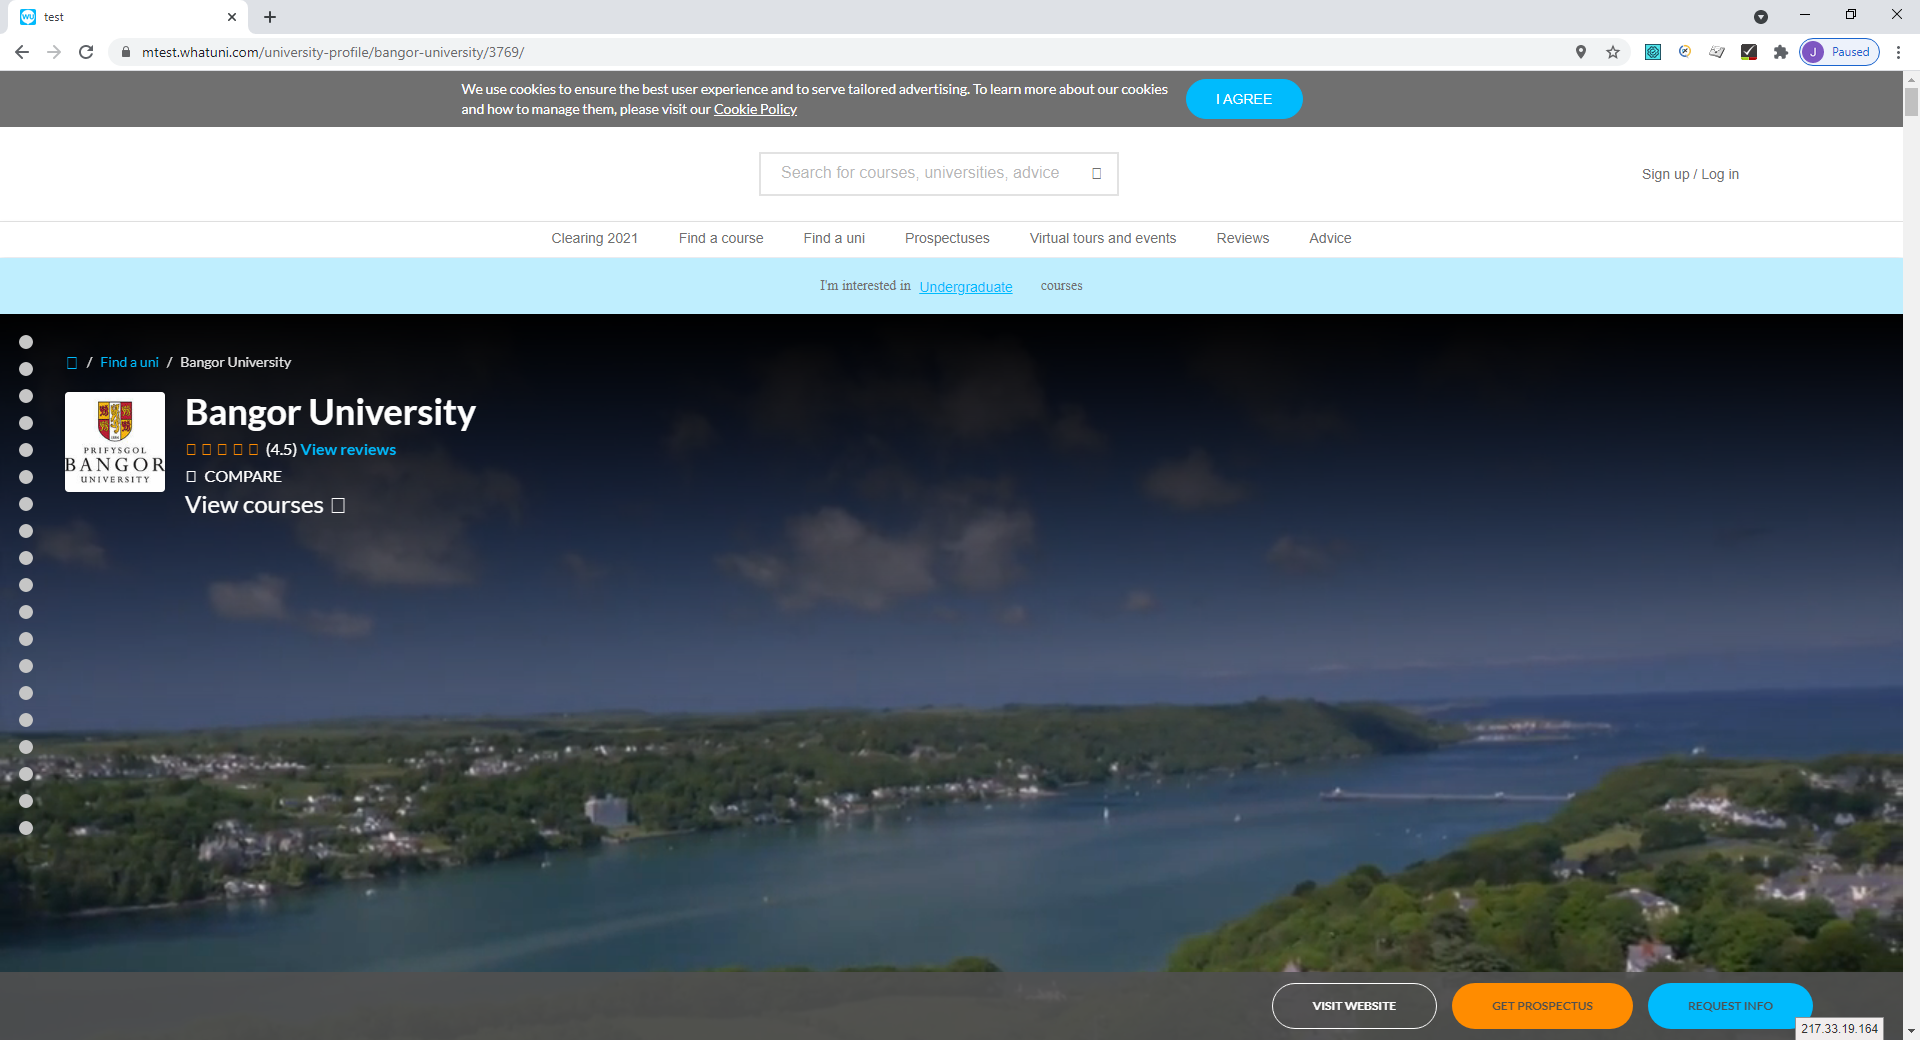 test
mtest.whatuni.com/university-profile/bangor-university/3769/
J Paused
We use cookies to ensure the best user experience and to serve tailored advertising. To learn more about our cookies
and how to manage them, please visit our Cookie Policy
I AGREE
Search for courses, universities, advice
Sign up / Log in
Clearing 2021 Find a course Find a uni Prospectuses Virtual tours and events Reviews Advice
I'm interested in Undergraduate courses
/ Find a uni / Bangor University
PRIFYSGOL
BANGOR
UNIVERSITY
Bangor University
(4.5) View reviews
COMPARE
View courses
VISIT WEBSITE GET PROSPECTUS REQUEST INFO
217.33.19.164